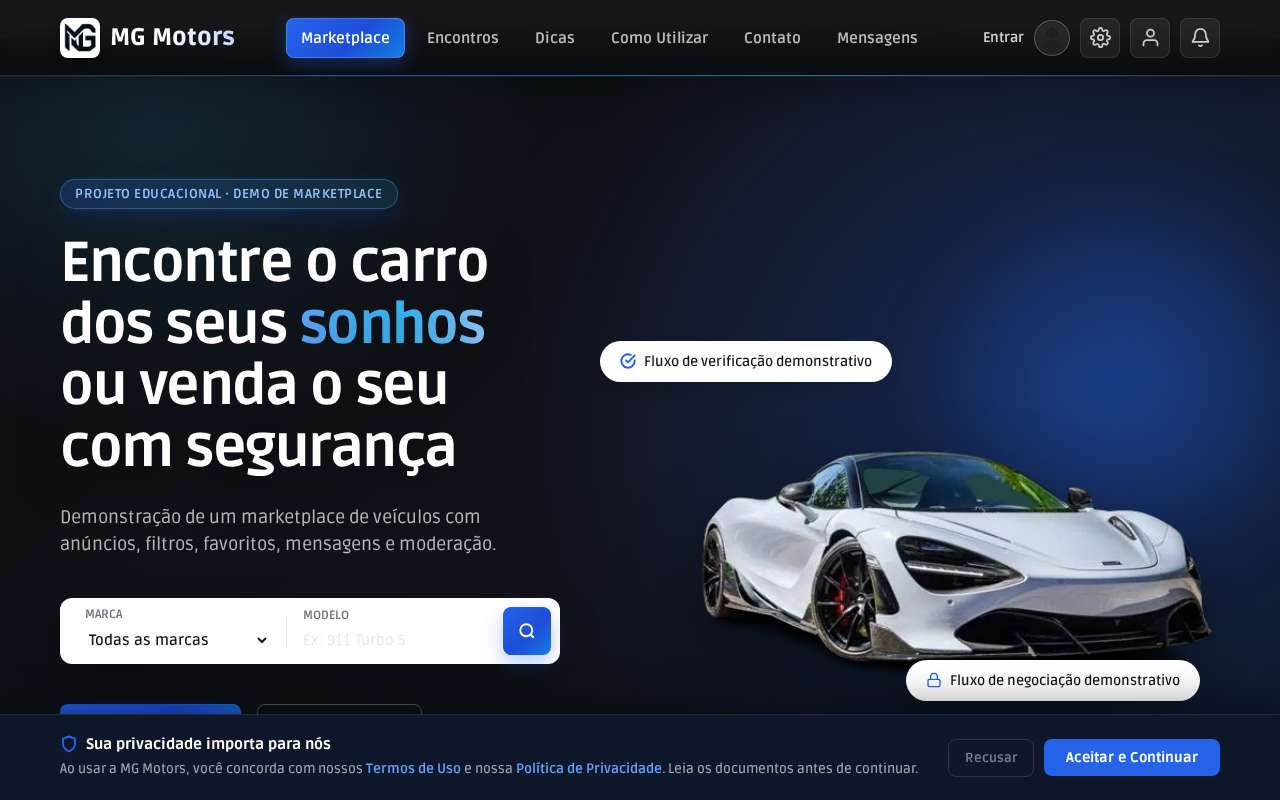 MG Motors
Marketplace
Encontros
Dicas
Como Utilizar
Contato
Mensagens
Entrar
PROJETO EDUCACIONAL · DEMO DE MARKETPLACE
Encontre o carro
dos seus sonhos
ou venda o seu
com segurança
Demonstração de um marketplace de veículos com
anúncios, filtros, favoritos, mensagens e moderação.
MARCA
Todas as marcas
MODELO
Ex: 911 Turbo S
Fluxo de verificação demonstrativo
Fluxo de negociação demonstrativo
Sua privacidade importa para nós
Ao usar a MG Motors, você concorda com nossos Termos de Uso e nossa Política de Privacidade. Leia os documentos antes de continuar.
Recusar
Aceitar e Continuar